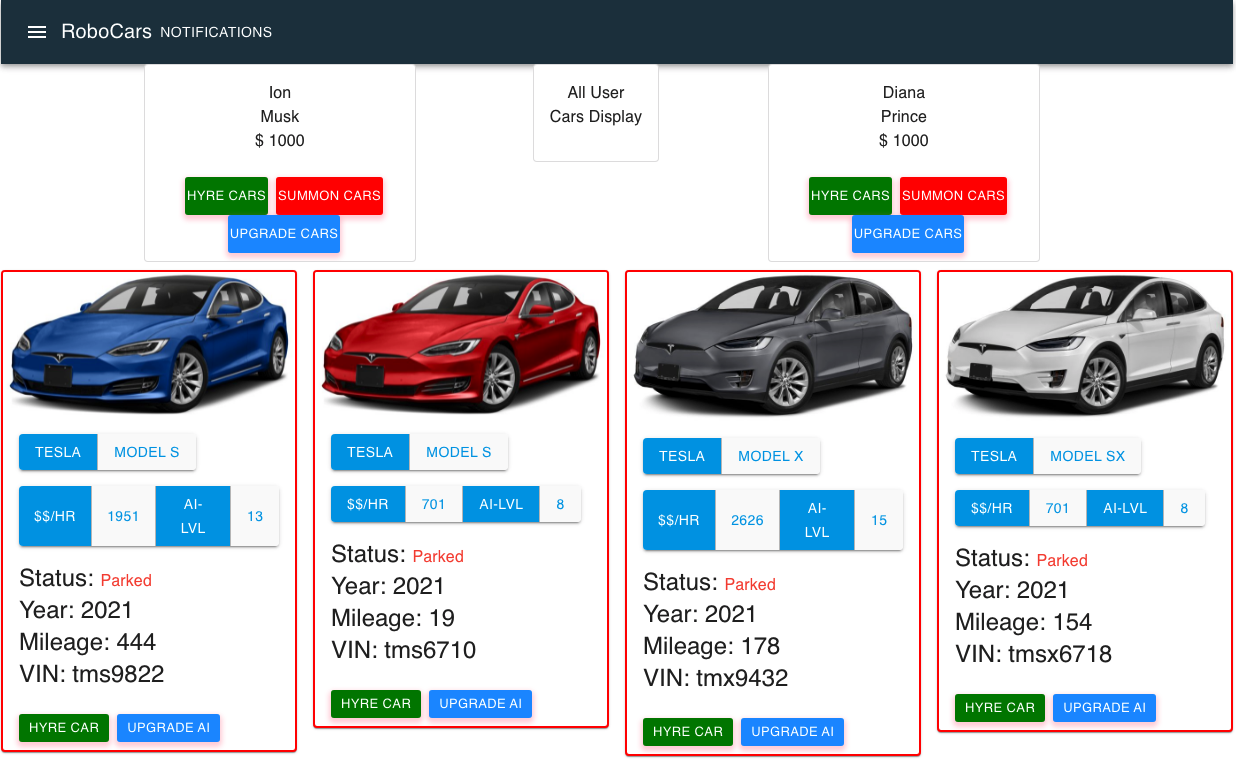 RoboCars NOTIFICATIONS
Ion
Musk
$ 1000
HYRE CARS SUMMON CARS
UPGRADE CARS
All User
Cars Display
Diana
Prince
$ 1000
HYRE CARS SUMMON CARS
UPGRADE CARS
TESLA MODEL S
$$/HR 1951 AI-
LVL 13
Status: Parked
Year: 2021
Mileage: 444
VIN: tms9822
HYRE CAR UPGRADE AI
TESLA MODEL S
$$/HR 701 AI-LVL 8
Status: Parked
Year: 2021
Mileage: 19
VIN: tms6710
HYRE CAR UPGRADE AI
TESLA MODEL X
$$/HR 2626 AI-
LVL 15
Status: Parked
Year: 2021
Mileage: 178
VIN: tmx9432
HYRE CAR UPGRADE AI
TESLA MODEL SX
$$/HR 701 AI-LVL 8
Status: Parked
Year: 2021
Mileage: 154
VIN: tmsx6718
HYRE CAR UPGRADE AI